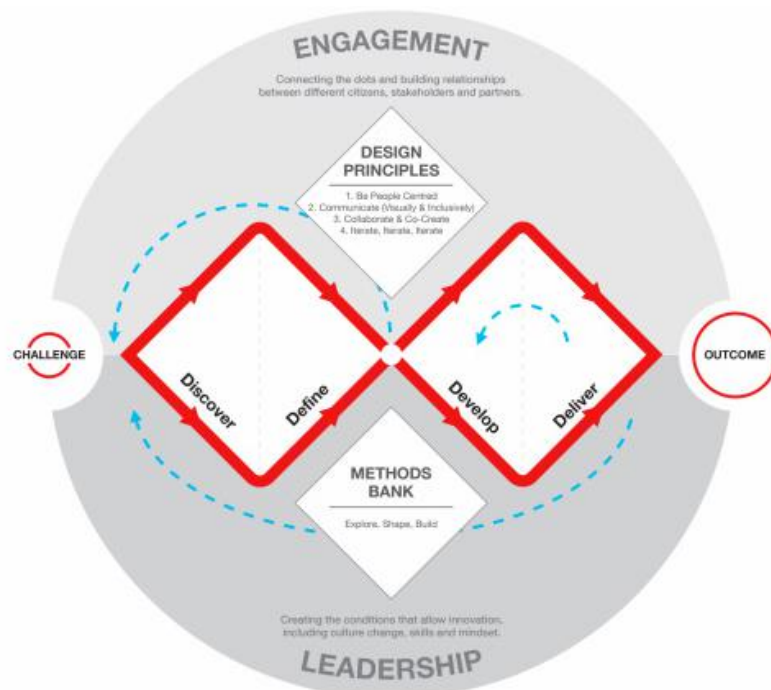 ENGAGEMENT
Connecting the dots and building relationships
between different citizens, stakeholders and partners.
DESIGN
PRINCIPLES
1. Be People Centred
2. Communicate (Visually & Inclusively)
3. Collaborate & Co-Create
4. Iterate, Iterate, Iterate
CHALLENGE
OUTCOME
Discover
Define
Develop
Deliver
METHODS
BANK
Explore, Shape, Build
Creating the conditions that allow innovation,
including culture change, skills and mindset.
LEADERSHIP